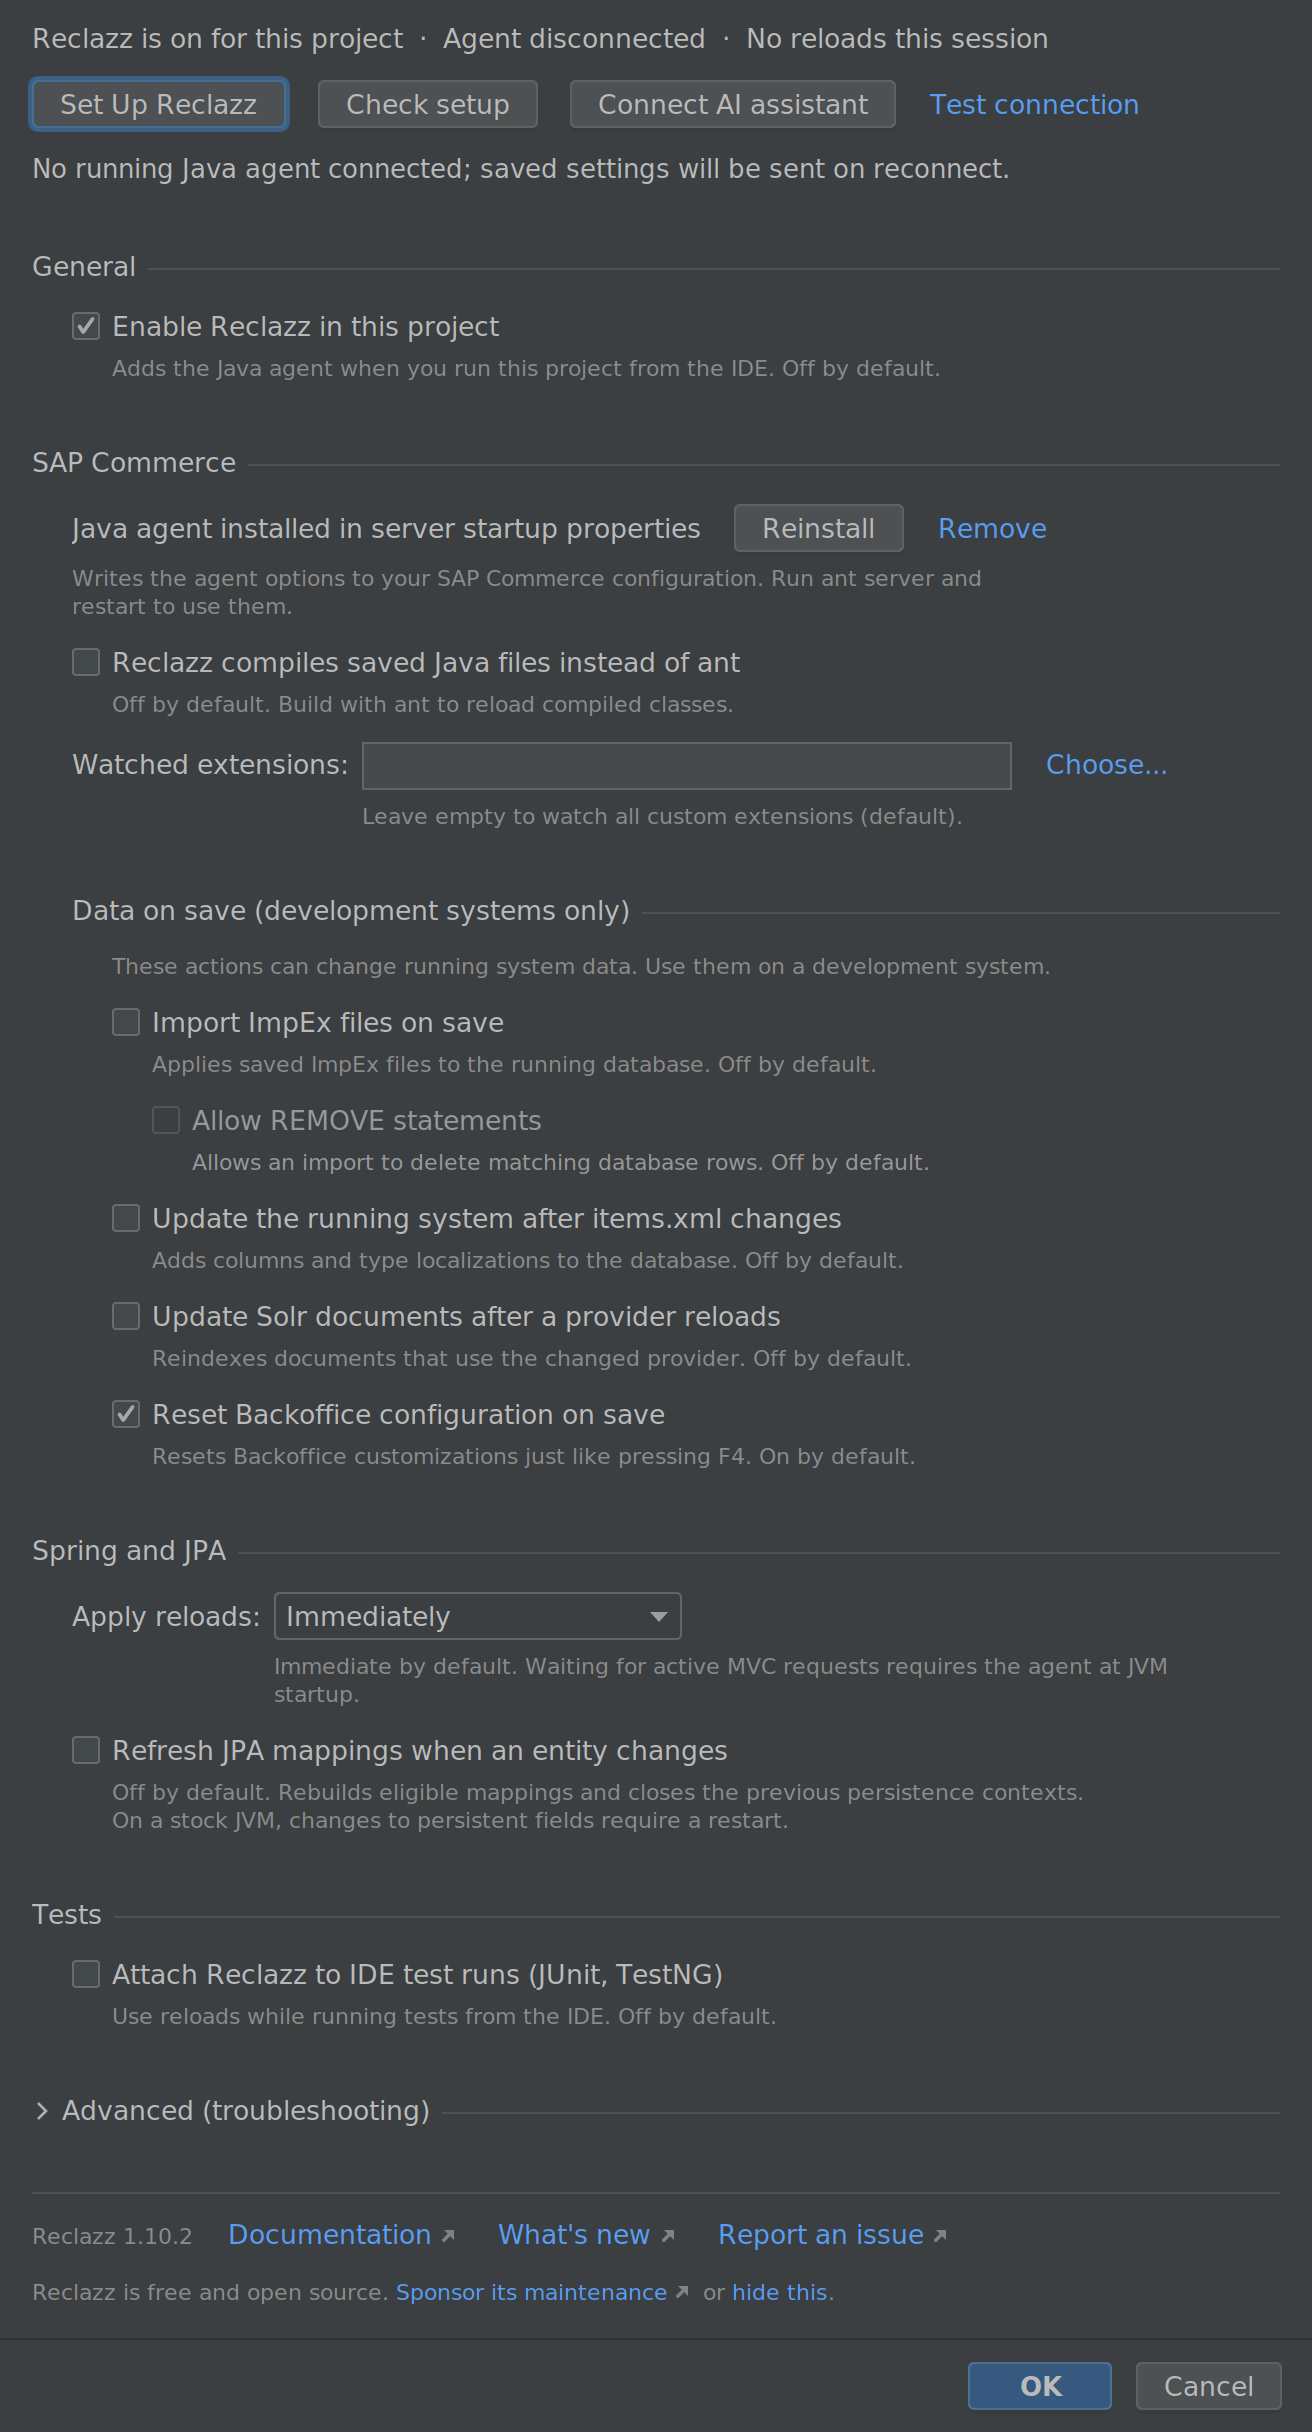 Reclazz is on for this project · Agent disconnected · No reloads this session
Set Up Reclazz Check setup Connect AI assistant Test connection
No running Java agent connected; saved settings will be sent on reconnect.
General
Enable Reclazz in this project
Adds the Java agent when you run this project from the IDE. Off by default.
SAP Commerce
Java agent installed in server startup properties Reinstall Remove
Writes the agent options to your SAP Commerce configuration. Run ant server and
restart to use them.
Reclazz compiles saved Java files instead of ant
Off by default. Build with ant to reload compiled classes.
Watched extensions: Choose...
Leave empty to watch all custom extensions (default).
Data on save (development systems only)
These actions can change running system data. Use them on a development system.
Import ImpEx files on save
Applies saved ImpEx files to the running database. Off by default.
Allow REMOVE statements
Allows an import to delete matching database rows. Off by default.
Update the running system after items.xml changes
Adds columns and type localizations to the database. Off by default.
Update Solr documents after a provider reloads
Reindexes documents that use the changed provider. Off by default.
Reset Backoffice configuration on save
Resets Backoffice customizations just like pressing F4. On by default.
Spring and JPA
Apply reloads: Immediately
Immediate by default. Waiting for active MVC requests requires the agent at JVM
startup.
Refresh JPA mappings when an entity changes
Off by default. Rebuilds eligible mappings and closes the previous persistence contexts.
On a stock JVM, changes to persistent fields require a restart.
Tests
Attach Reclazz to IDE test runs (JUnit, TestNG)
Use reloads while running tests from the IDE. Off by default.
Advanced (troubleshooting)
Reclazz 1.10.2 Documentation What's new Report an issue
Reclazz is free and open source. Sponsor its maintenance or hide this.
OK Cancel